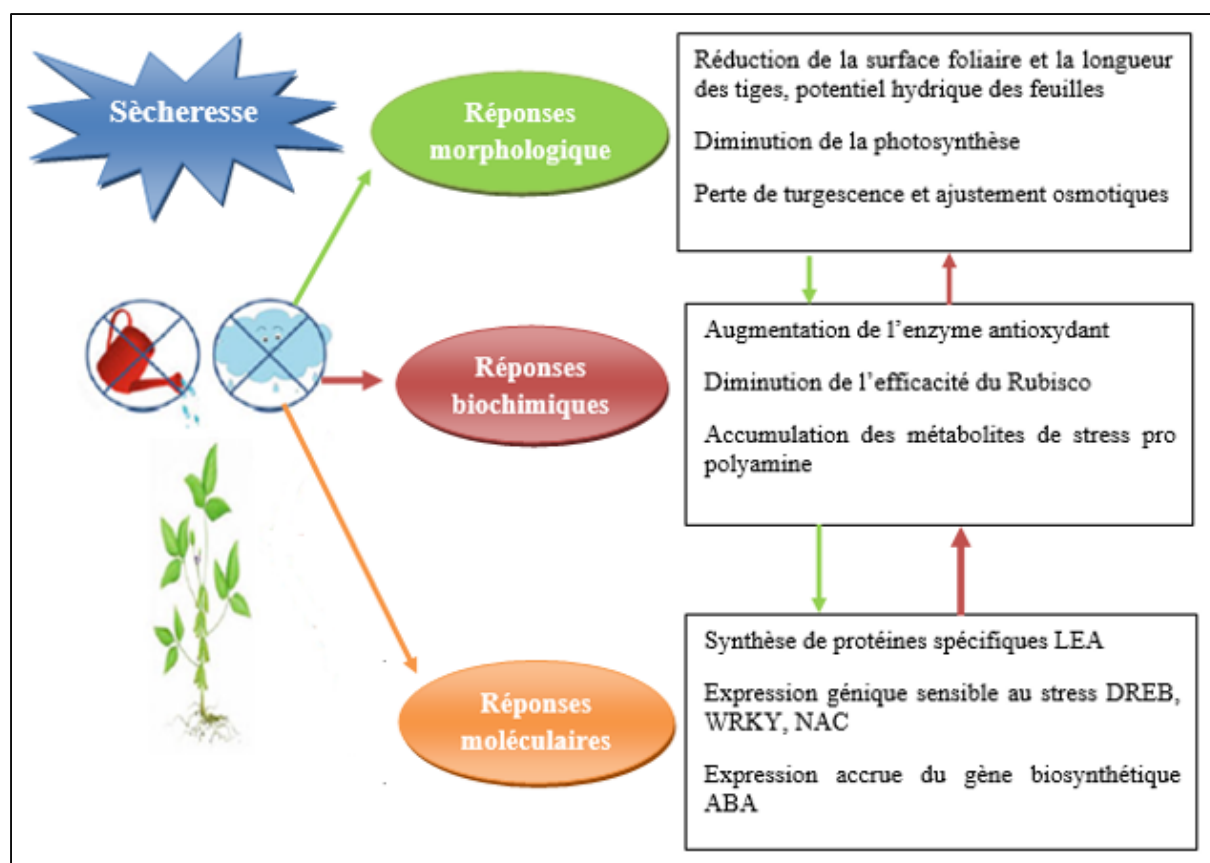 Sècheresse
Réponses
morphologique
Réduction de la surface foliaire et la longueur
des tiges, potentiel hydrique des feuilles
Diminution de la photosynthèse
Perte de turgescence et ajustement osmotiques
Réponses
biochimiques
Augmentation de l’enzyme antioxydant
Diminution de l’efficacité du Rubisco
Accumulation des métabolites de stress pro
polyamine
Réponses
moléculaires
Synthèse de protéines spécifiques LEA
Expression génique sensible au stress DREB,
WRKY, NAC
Expression accrue du gène biosynthétique
ABA